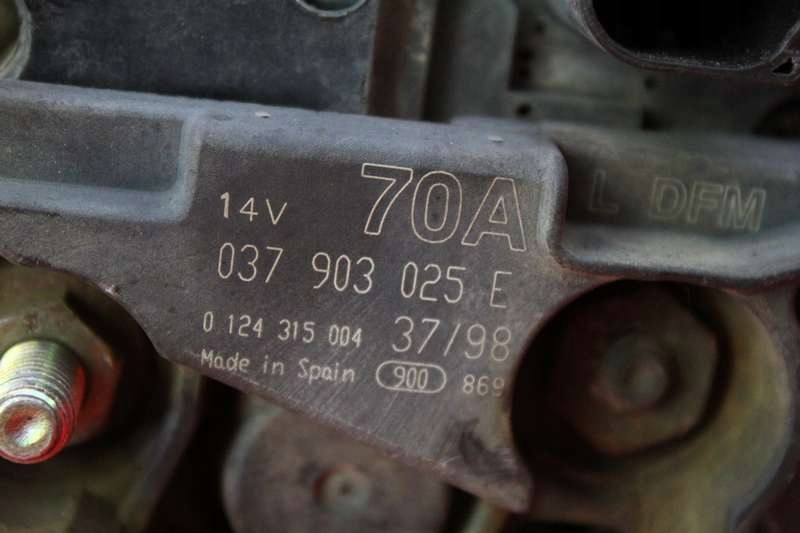 14V 70A L DFM
037 903 025 E
0 124 315 004 37/98
Made in Spain 900 869